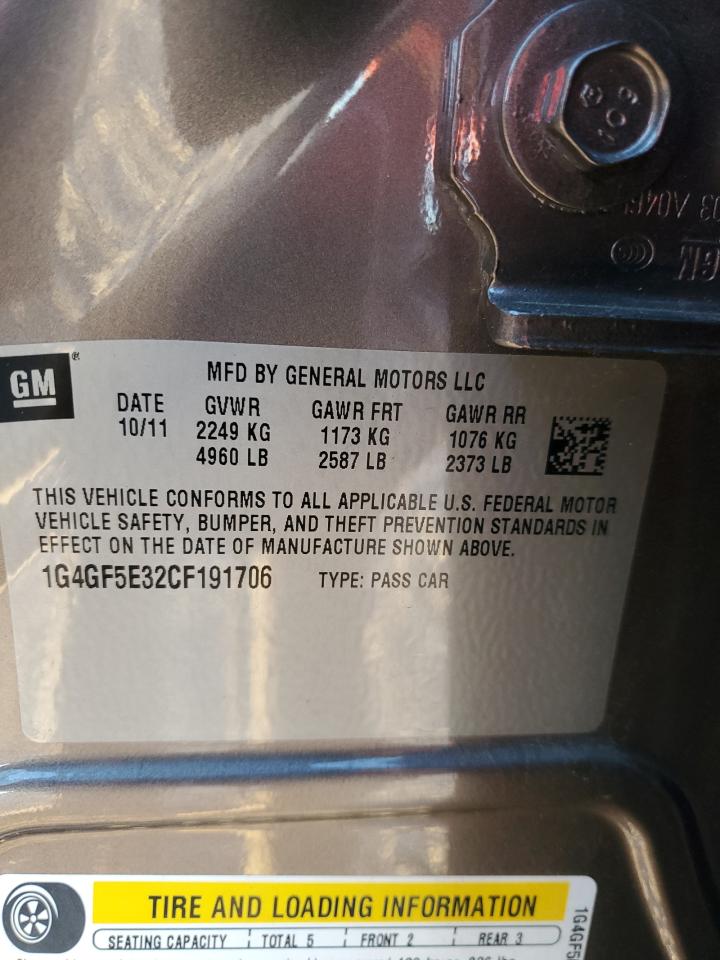 GM
MFD BY GENERAL MOTORS LLC
DATE GVWR GAWR FRT GAWR RR
10/11 2249 KG 1173 KG 1076 KG
4960 LB 2587 LB 2373 LB
THIS VEHICLE CONFORMS TO ALL APPLICABLE U.S. FEDERAL MOTOR
VEHICLE SAFETY, BUMPER, AND THEFT PREVENTION STANDARDS IN
EFFECT ON THE DATE OF MANUFACTURE SHOWN ABOVE.
1G4GF5E32CF191706 TYPE: PASS CAR
TIRE AND LOADING INFORMATION
SEATING CAPACITY TOTAL 5 FRONT 2 REAR 3
1G4GF5
GM